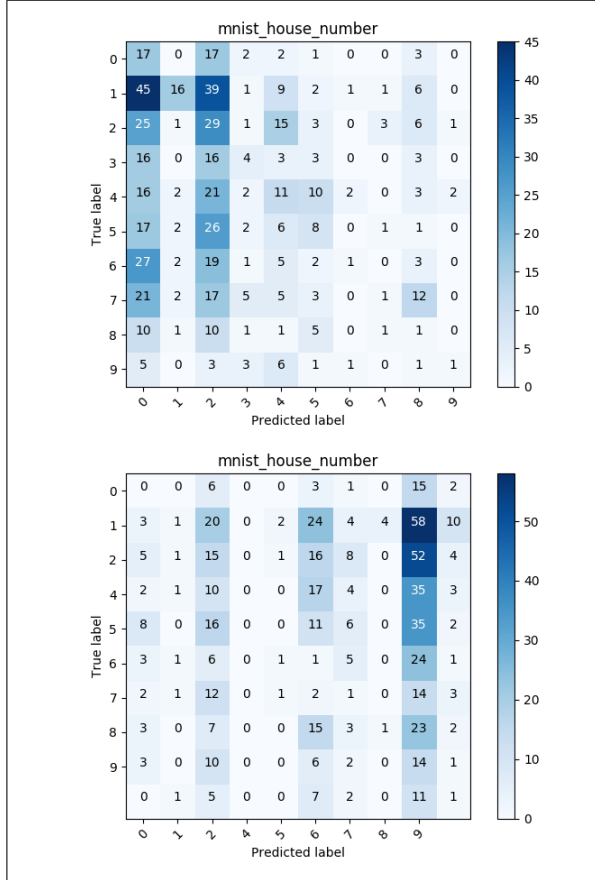 mnist_house_number
0 17 0 17 2 2 1 0 0 3 0
1 45 16 39 1 9 2 1 1 6 0
2 25 1 29 1 15 3 0 3 6 1
3 16 0 16 4 3 3 0 0 3 0
4 16 2 21 2 11 10 2 0 3 2
5 17 2 26 2 6 8 0 1 1 0
6 27 2 19 1 5 2 1 0 3 0
7 21 2 17 5 5 3 0 1 12 0
8 10 1 10 1 1 5 0 1 1 0
9 5 0 3 3 6 1 1 0 1 1
0 1 2 3 4 5 6 7 8 9
True label
Predicted label
45
40
35
30
25
20
15
10
5
0
mnist_house_number
0 0 0 6 0 0 3 1 0 15 2
1 3 1 20 0 2 24 4 4 58 10
2 5 1 15 0 1 16 8 0 52 4
4 2 1 10 0 0 17 4 0 35 3
5 8 0 16 0 0 11 6 0 35 2
6 3 1 6 0 1 1 5 0 24 1
7 2 1 12 0 1 2 1 0 14 3
8 3 0 7 0 0 15 3 1 23 2
9 3 0 10 0 0 6 2 0 14 1
0 1 5 0 0 7 2 0 11 1
0 1 2 4 5 6 7 8 9
True label
Predicted label
50
40
30
20
10
0